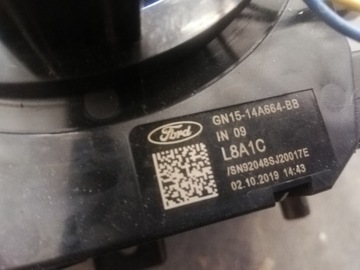 Ford
GN15-14A664-BB
IN 09
L8A1C
/SN92048SJ20017E
02.10.2019 14:43